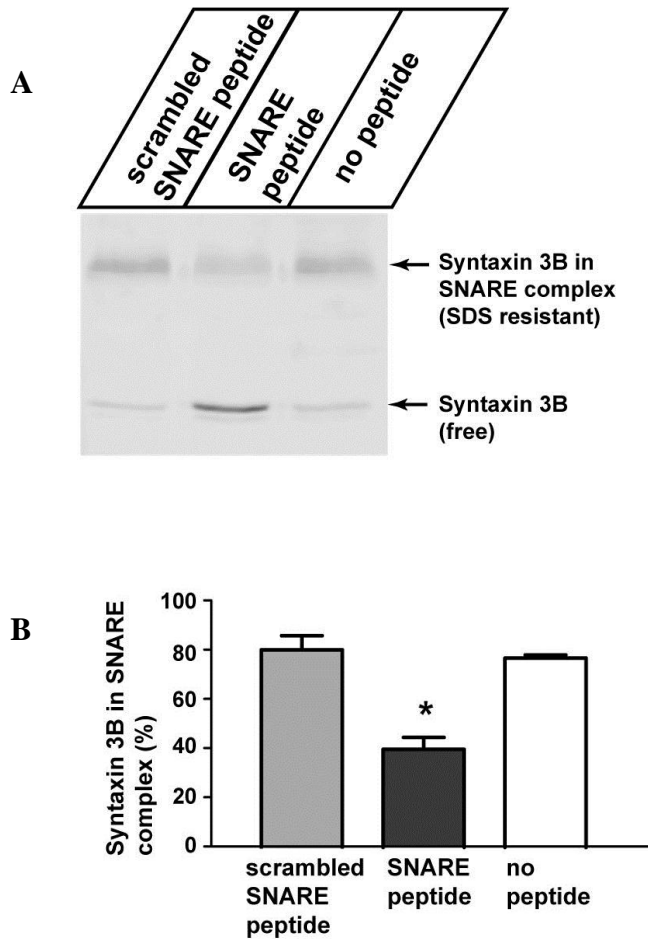 A
scrambled
SNARE peptide
SNARE
peptide
no peptide
Syntaxin 3B in
SNARE complex
(SDS resistant)
Syntaxin 3B
(free)
B
Syntaxin 3B in SNARE
complex (%)
100
80
60
40
20
0
*
scrambled
SNARE
peptide
SNARE
peptide
no
peptide